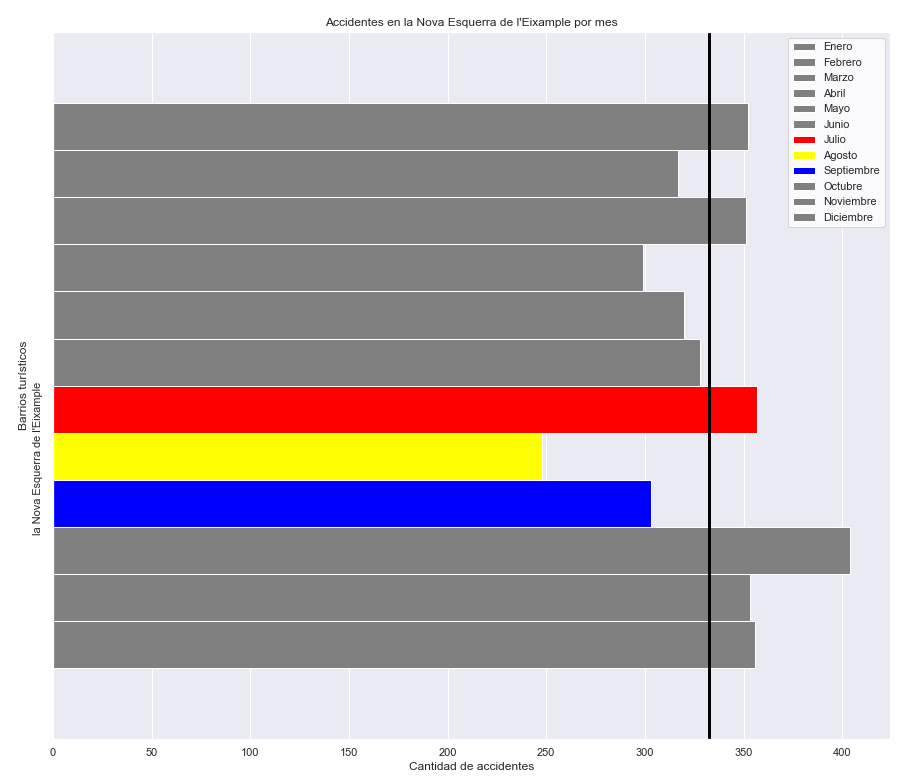 Accidentes en la Nova Esquerra de l'Eixample por mes
Enero
Febrero
Marzo
Abril
Mayo
Junio
Julio
Agosto
Septiembre
Octubre
Noviembre
Diciembre
Barrios turísticos
la Nova Esquerra de l'Eixample
0 50 100 150 200 250 300 350 400
Cantidad de accidentes